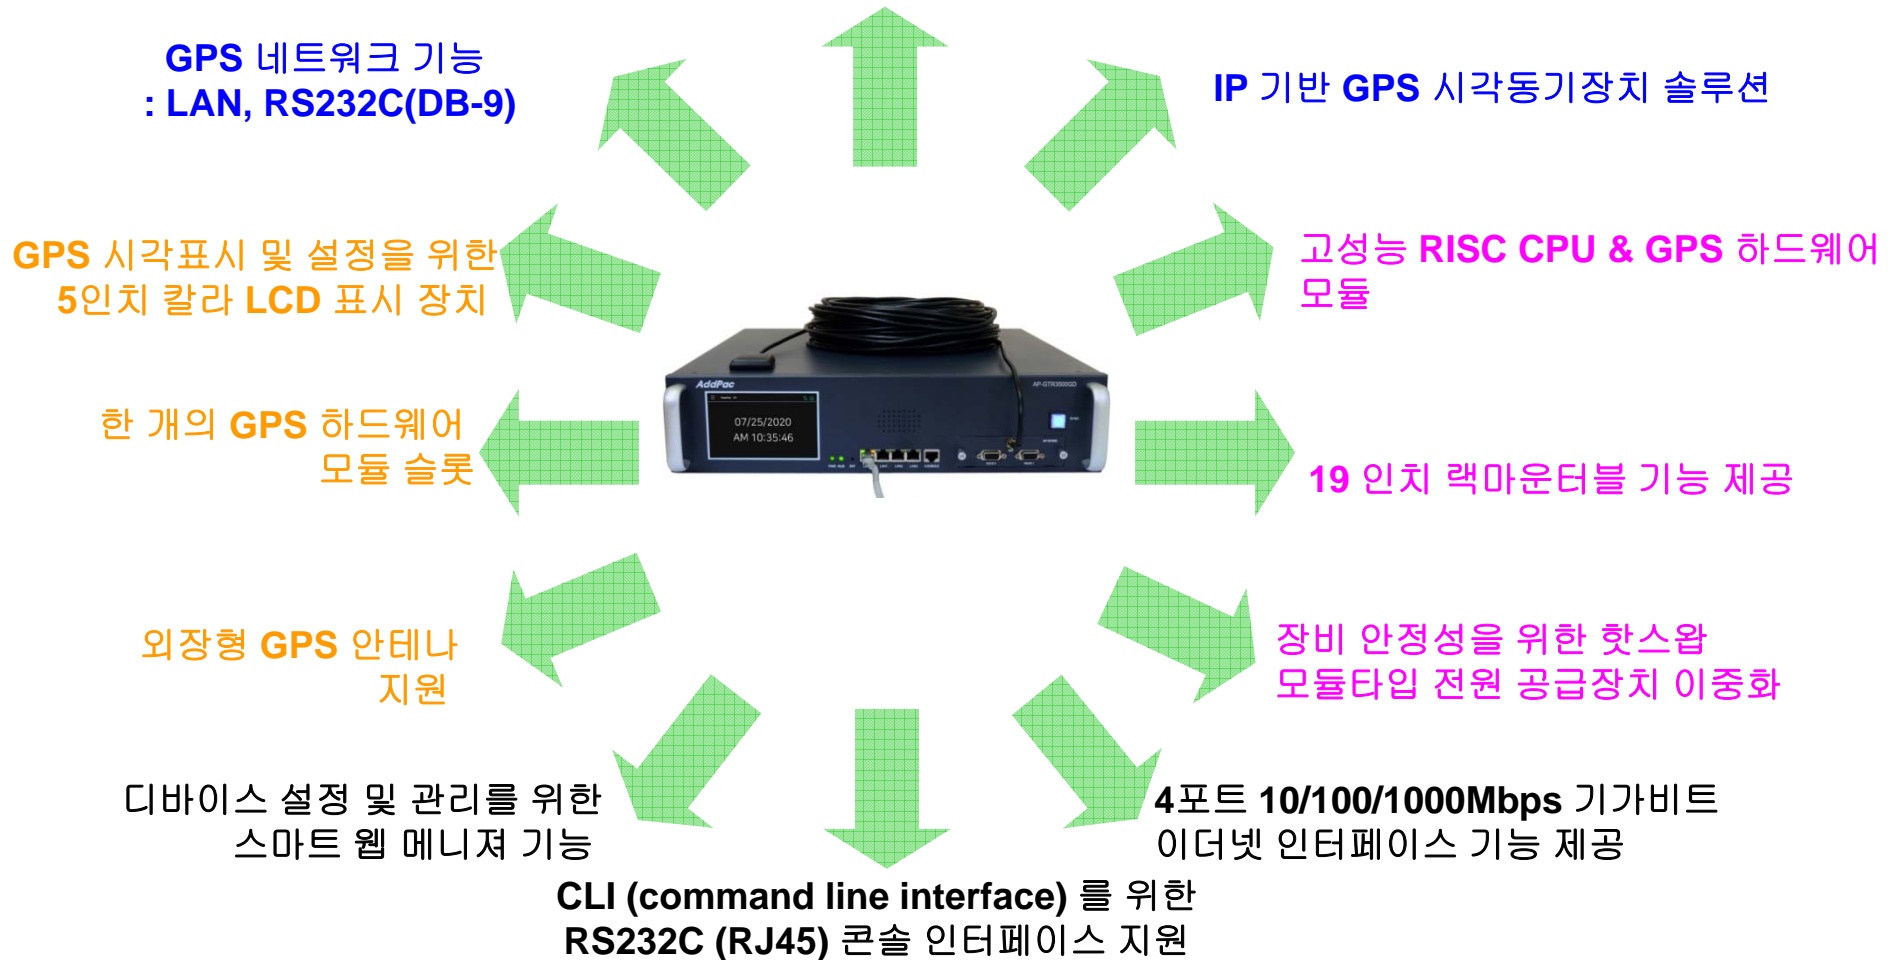 GPS 네트워크 기능
: LAN, RS232C(DB-9)
IP 기반 GPS 시각동기장치 솔루션
GPS 시각표시 및 설정을 위한
5인치 칼라 LCD 표시 장치
고성능 RISC CPU & GPS 하드웨어
모듈
AddPac
AP-GTR3500GD
07/25/2020
AM 10:35:46
한 개의 GPS 하드웨어
모듈 슬롯
19 인치 랙마운터블 기능 제공
외장형 GPS 안테나
지원
장비 안정성을 위한 핫스왑
모듈타입 전원 공급장치 이중화
디바이스 설정 및 관리를 위한
스마트 웹 메니져 기능
4포트 10/100/1000Mbps 기가비트
이더넷 인터페이스 기능 제공
CLI (command line interface) 를 위한
RS232C (RJ45) 콘솔 인터페이스 지원